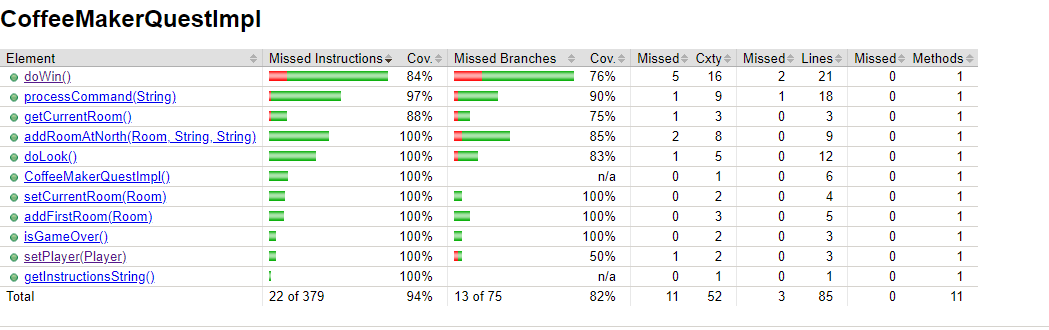 CoffeeMakerQuestImpl
Element Missed Instructions Cov. Missed Branches Cov. Missed Cxty Missed Lines Missed Methods
doWin() 84% 76% 5 16 2 21 0 1
processCommand(String) 97% 90% 1 9 1 18 0 1
getCurrentRoom() 88% 75% 1 3 0 3 0 1
addRoomAtNorth(Room, String, String) 100% 85% 2 8 0 9 0 1
doLook() 100% 83% 1 5 0 12 0 1
CoffeeMakerQuestImpl() 100% n/a 0 1 0 6 0 1
setCurrentRoom(Room) 100% 100% 0 2 0 4 0 1
addFirstRoom(Room) 100% 100% 0 3 0 5 0 1
isGameOver() 100% 100% 0 2 0 3 0 1
setPlayer(Player) 100% 50% 1 2 0 3 0 1
getInstructionsString() 100% n/a 0 1 0 1 0 1
Total 22 of 379 94% 13 of 75 82% 11 52 3 85 0 11